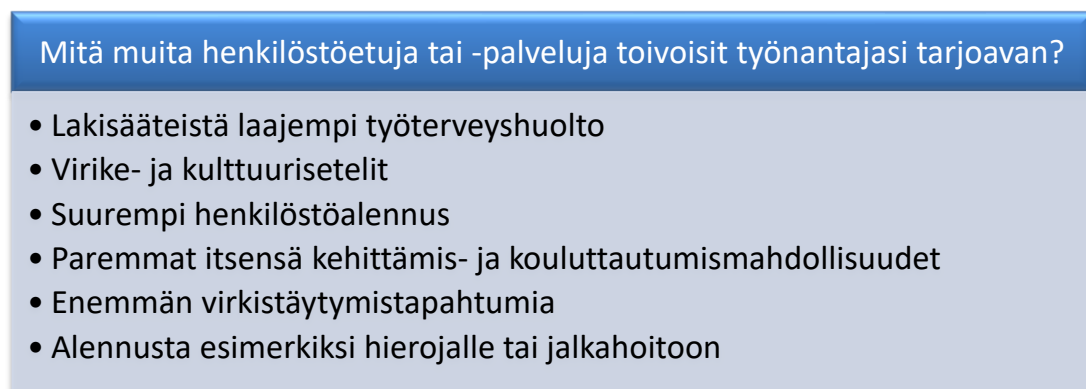 Mitä muita henkilöstöetuja tai -palveluja toivoisit työnantajasi tarjoavan?
• Lakisääteistä laajempi työterveyshuolto
• Virike- ja kulttuurisetelit
• Suurempi henkilöstöalennus
• Paremmat itsensä kehittämis- ja kouluttautumismahdollisuudet
• Enemmän virkistäytymistapahtumia
• Alennusta esimerkiksi hierojalle tai jalkahoitoon